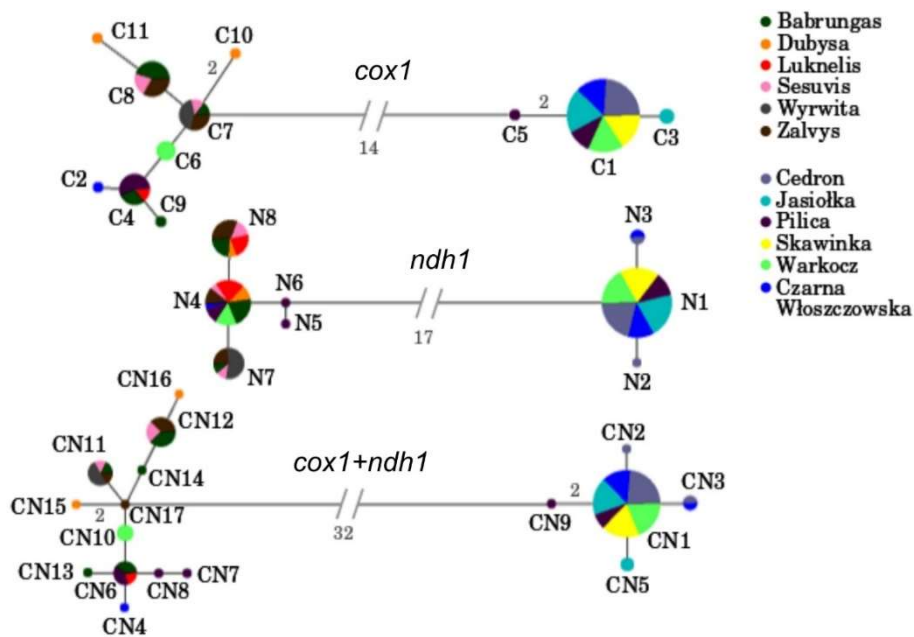 C11
C10
2
cox1
C8
C7
C6
C2
C4
C9
14
2
C5
C1
C3
N8
N4
N6
N5
N7
ndh1
17
N3
N1
N2
CN16
CN12
CN11
CN14
CN15
2
CN17
CN10
CN13
CN6
CN8
CN7
CN4
cox1+ndh1
32
2
CN9
CN2
CN3
CN1
CN5
Babrungas
Dubysa
Luknelis
Sesuvis
Wyrwita
Zalvys
Cedron
Jasiołka
Pilica
Skawinka
Warkocz
Czarna
Włoszczowska